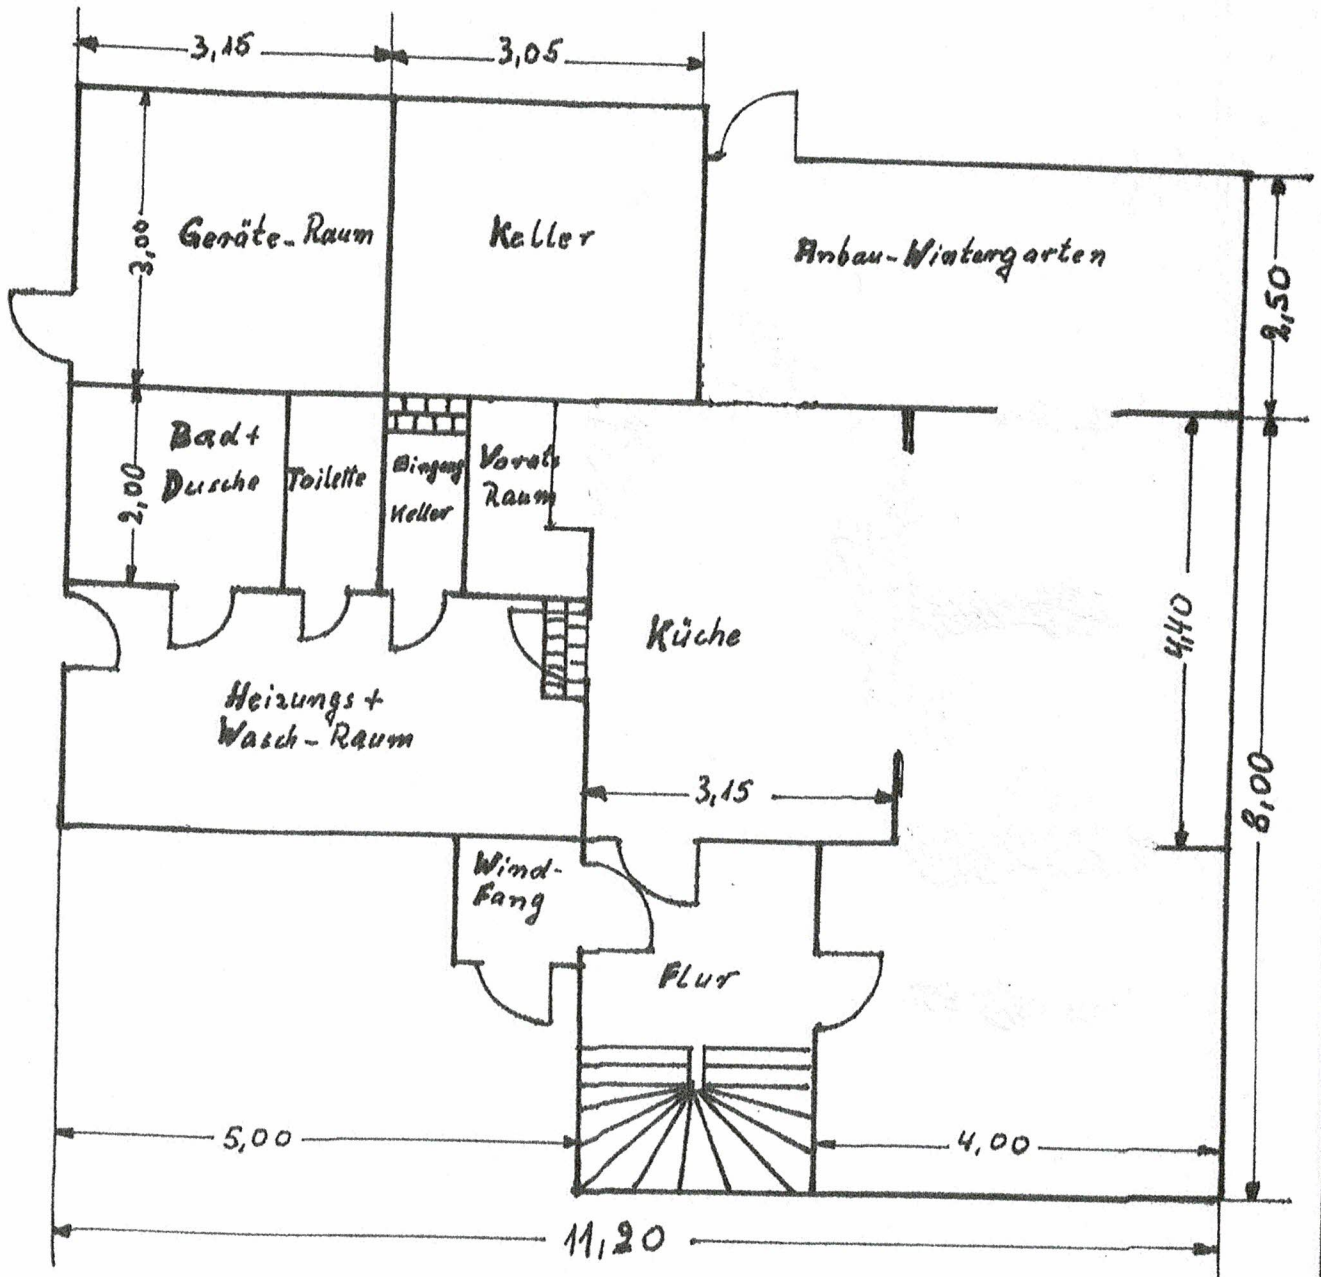 3,15
3,05
3,00
Geräte-Raum
Keller
Anbau-Wintergarten
2,50
Bad +
Dusche
2,00
Toilette
Eingang
Keller
Vorats
Raum
Küche
4,40
Heizungs +
Wasch-Raum
3,15
8,00
Wind-
Fang
Flur
5,00
4,00
11,20